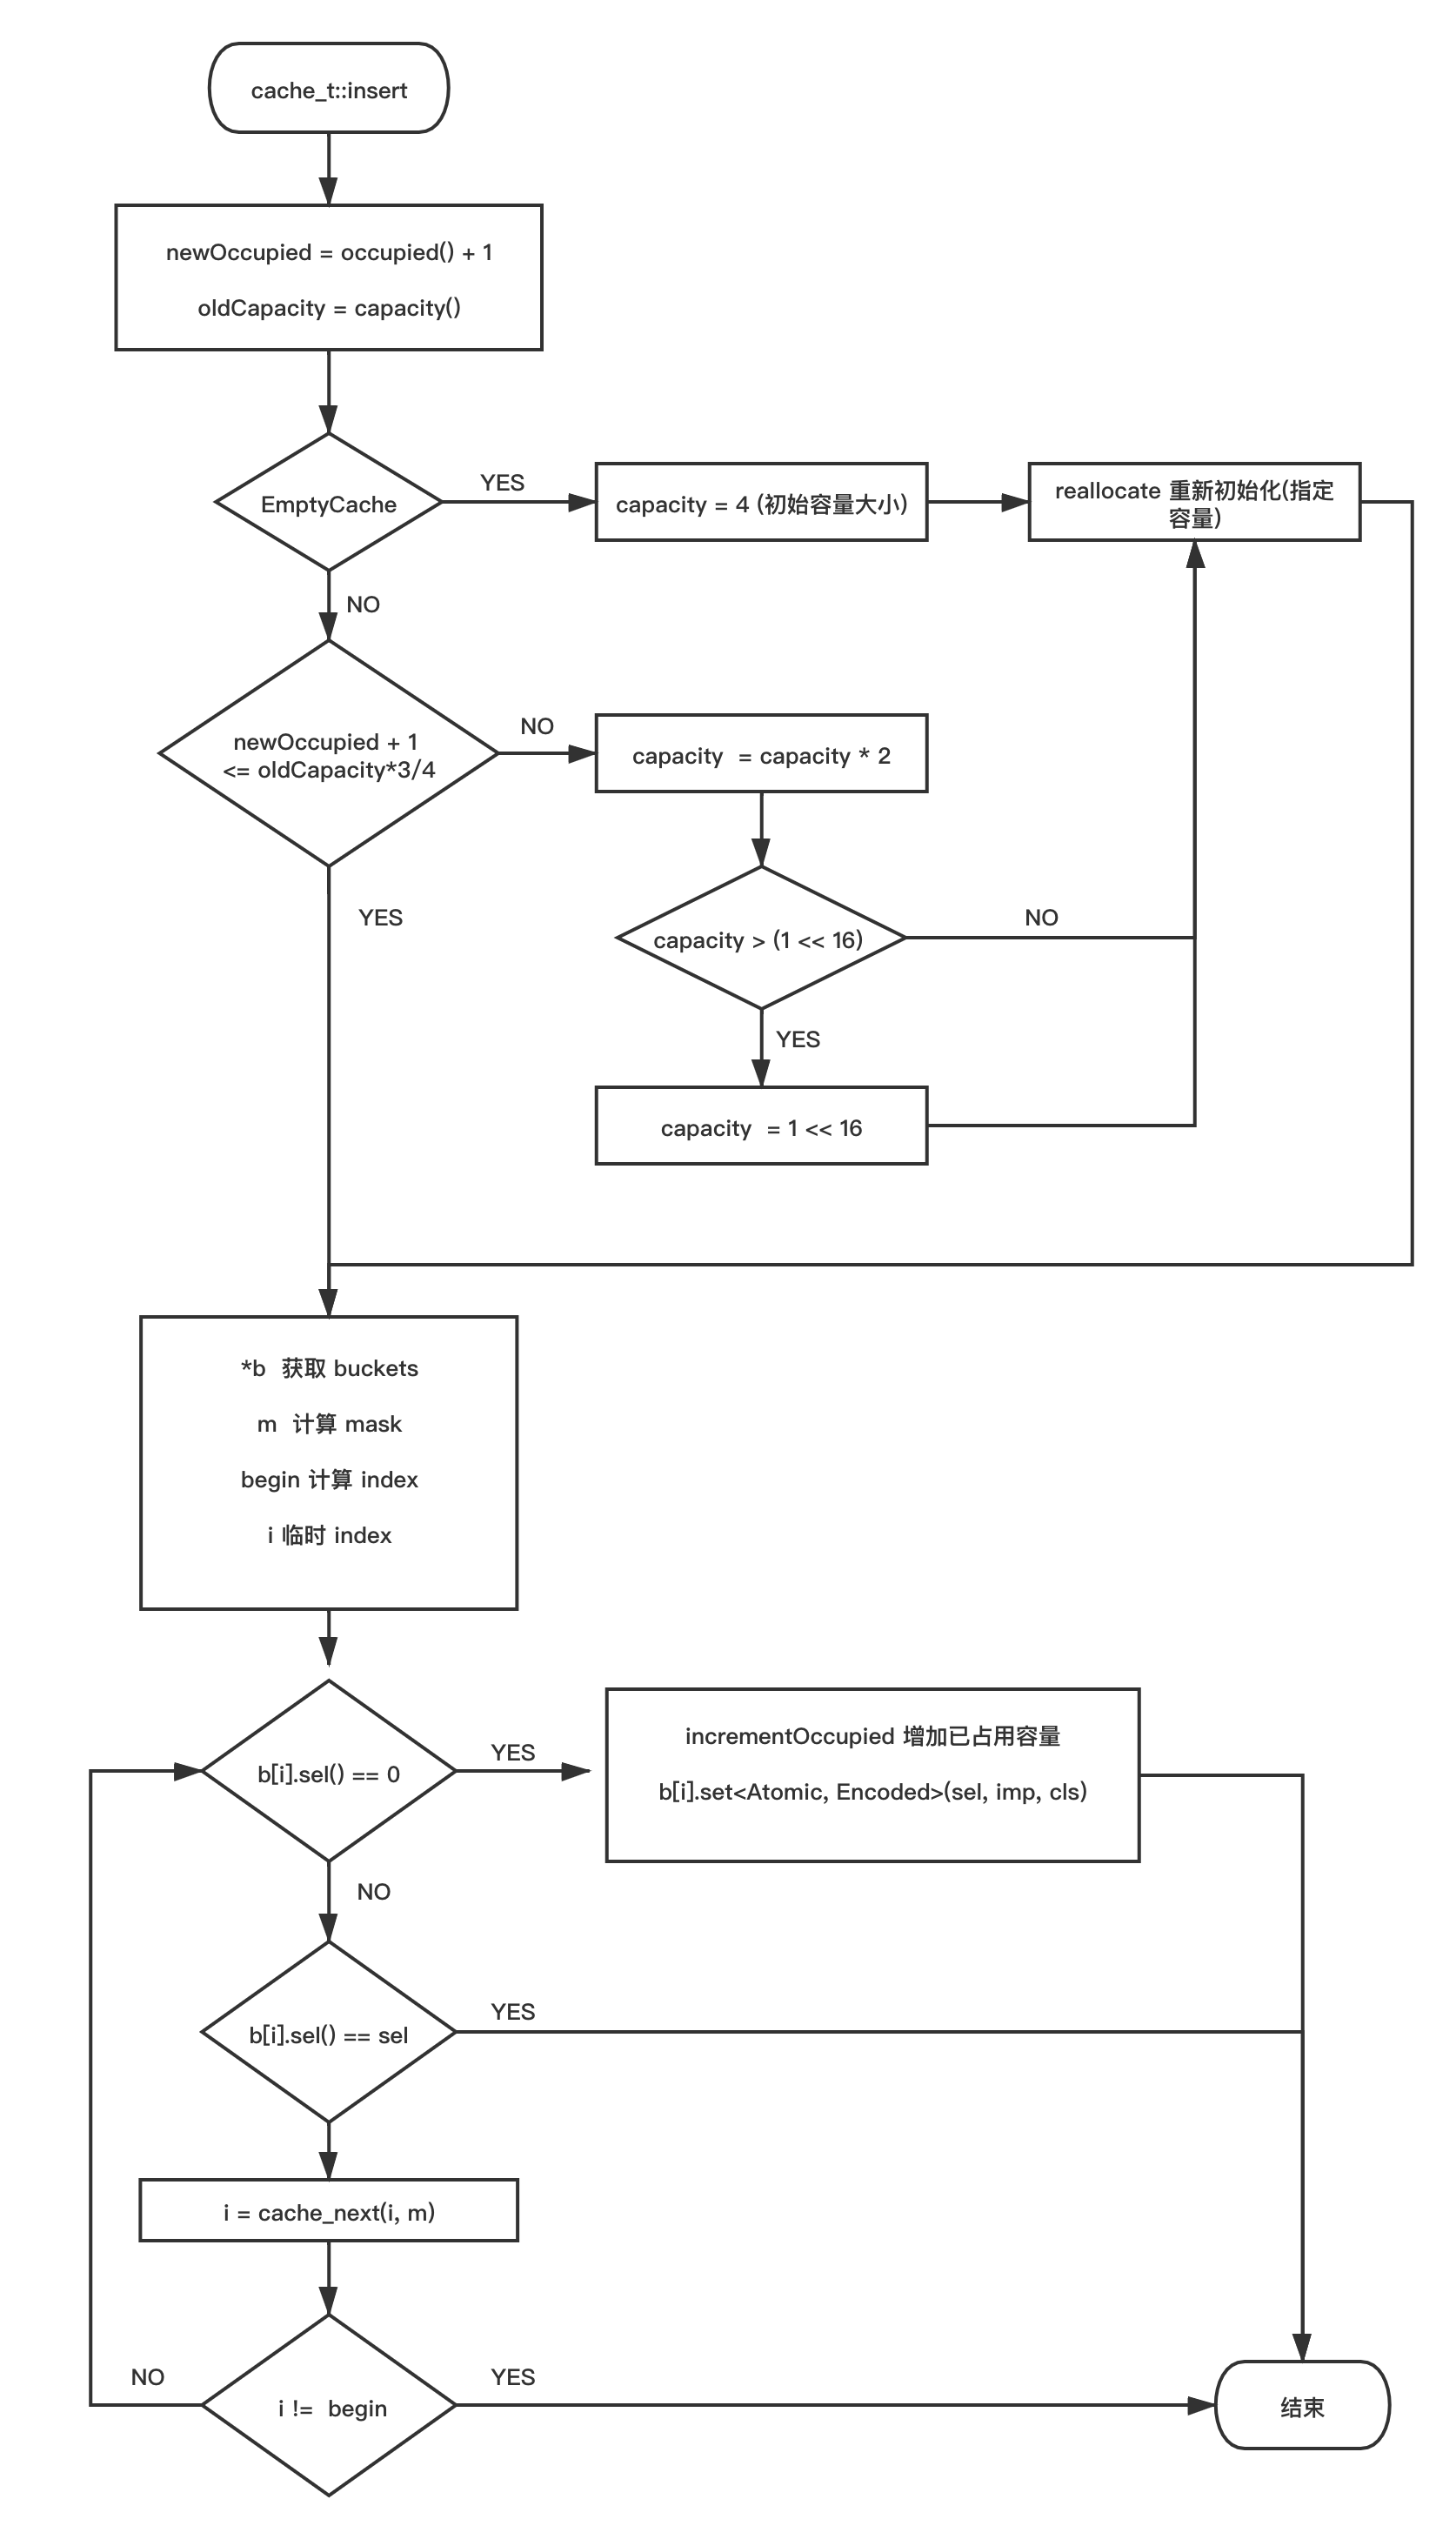 cache_t::insert
newOccupied = occupied() + 1
oldCapacity = capacity()
EmptyCache
YES
capacity = 4 (初始容量大小)
reallocate 重新初始化(指定
容量)
NO
newOccupied + 1
<= oldCapacity*3/4
NO
capacity = capacity * 2
YES
capacity > (1 << 16)
NO
YES
capacity = 1 << 16
*b 获取 buckets
m 计算 mask
begin 计算 index
i 临时 index
b[i].sel() == 0
YES
incrementOccupied 增加已占用容量
b[i].set<Atomic, Encoded>(sel, imp, cls)
NO
b[i].sel() == sel
YES
i = cache_next(i, m)
NO
i != begin
YES
结束